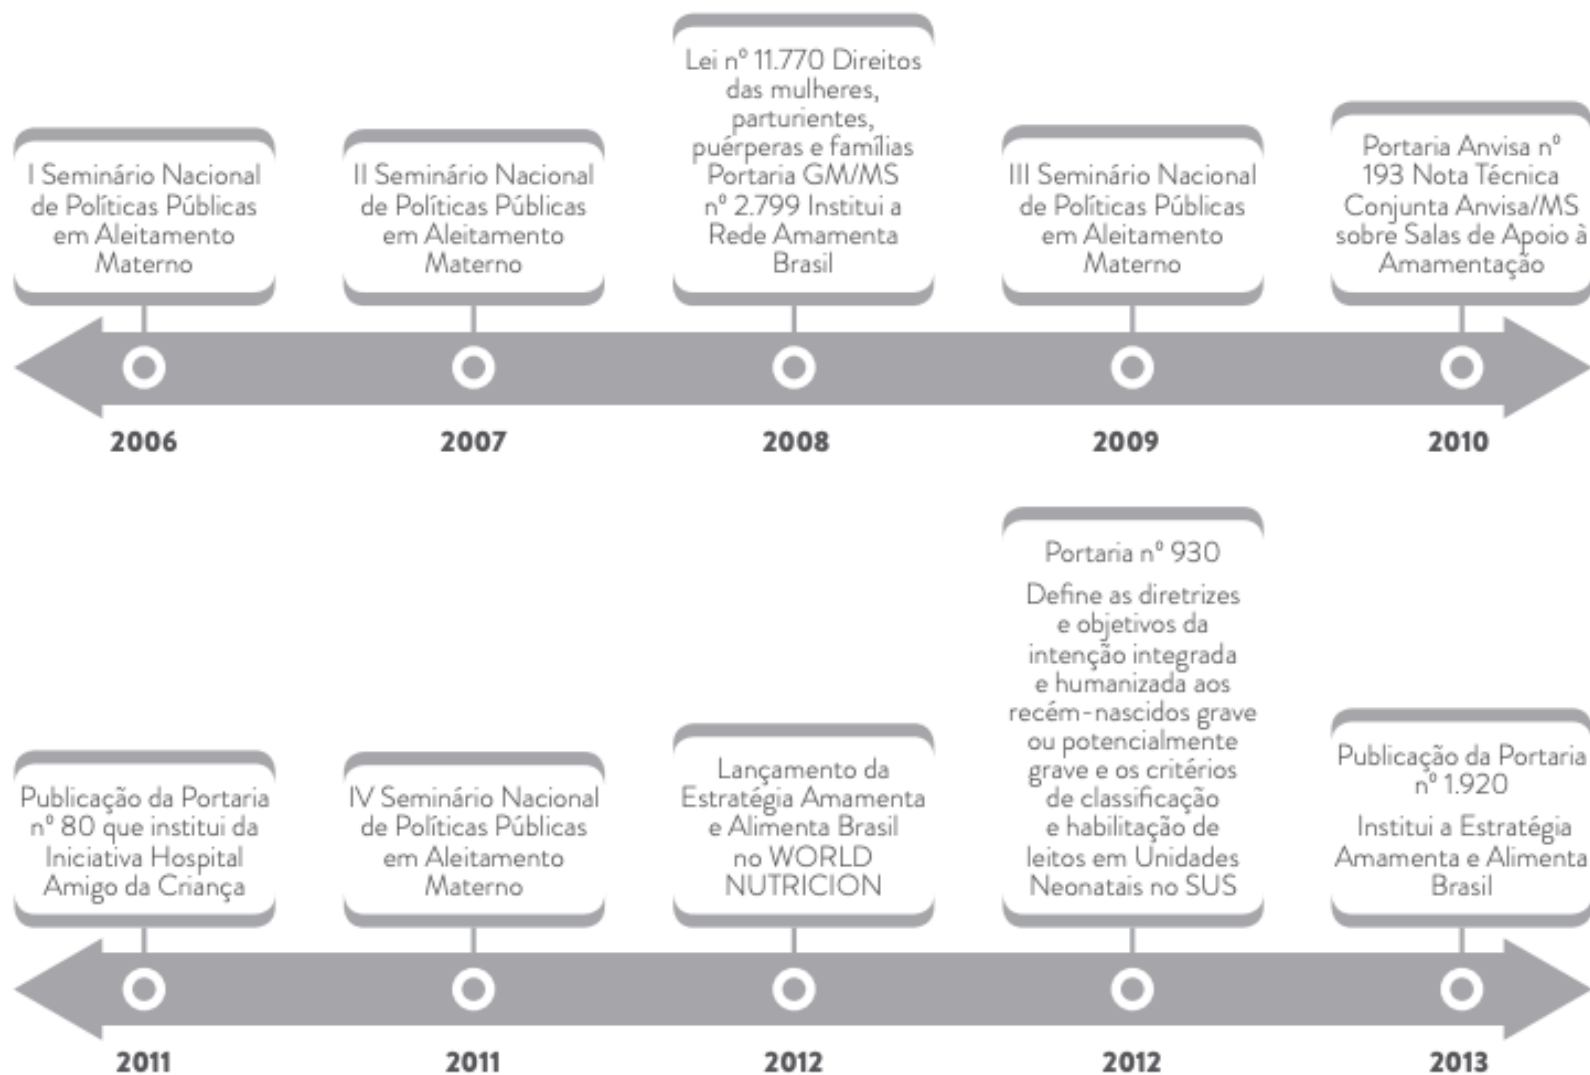 I Seminário Nacional
de Políticas Públicas
em Aleitamento
Materno
II Seminário Nacional
de Políticas Públicas
em Aleitamento
Materno
Lei nº 11.770 Direitos
das mulheres,
parturientes,
puérperas e famílias
Portaria GM/MS
nº 2.799 Institui a
Rede Amamenta
Brasil
III Seminário Nacional
de Políticas Públicas
em Aleitamento
Materno
Portaria Anvisa nº
193 Nota Técnica
Conjunta Anvisa/MS
sobre Salas de Apoio à
Amamentação
2006
2007
2008
2009
2010
Publicação da Portaria
nº 80 que institui da
Iniciativa Hospital
Amigo da Criança
IV Seminário Nacional
de Políticas Públicas
em Aleitamento
Materno
Lançamento da
Estratégia Amamenta
e Alimenta Brasil
no WORLD
NUTRICION
Portaria nº 930
Define as diretrizes
e objetivos da
intenção integrada
e humanizada aos
recém-nascidos grave
ou potencialmente
grave e os critérios
de classificação
e habilitação de
leitos em Unidades
Neonatais no SUS
Publicação da Portaria
nº 1.920
Institui a Estratégia
Amamenta e Alimenta
Brasil
2011
2011
2012
2012
2013